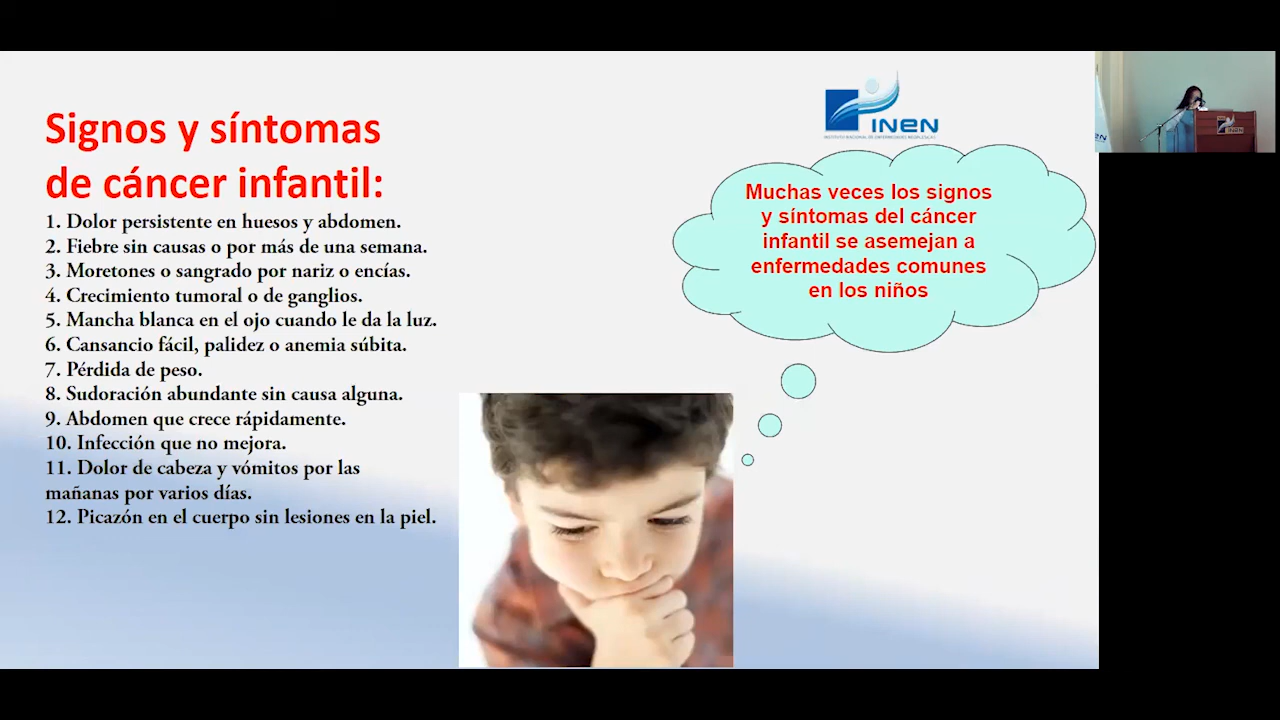 Signos y síntomas
de cáncer infantil:
1. Dolor persistente en huesos y abdomen.
2. Fiebre sin causas o por más de una semana.
3. Moretones o sangrado por nariz o encías.
4. Crecimiento tumoral o de ganglios.
5. Mancha blanca en el ojo cuando le da la luz.
6. Cansancio fácil, palidez o anemia súbita.
7. Pérdida de peso.
8. Sudoración abundante sin causa alguna.
9. Abdomen que crece rápidamente.
10. Infección que no mejora.
11. Dolor de cabeza y vómitos por las
mañanas por varios días.
12. Picazón en el cuerpo sin lesiones en la piel.
INEN
INSTITUTO NACIONAL DE ENFERMEDADES NEOPLÁSICAS
Muchas veces los signos
y síntomas del cáncer
infantil se asemejan a
enfermedades comunes
en los niños